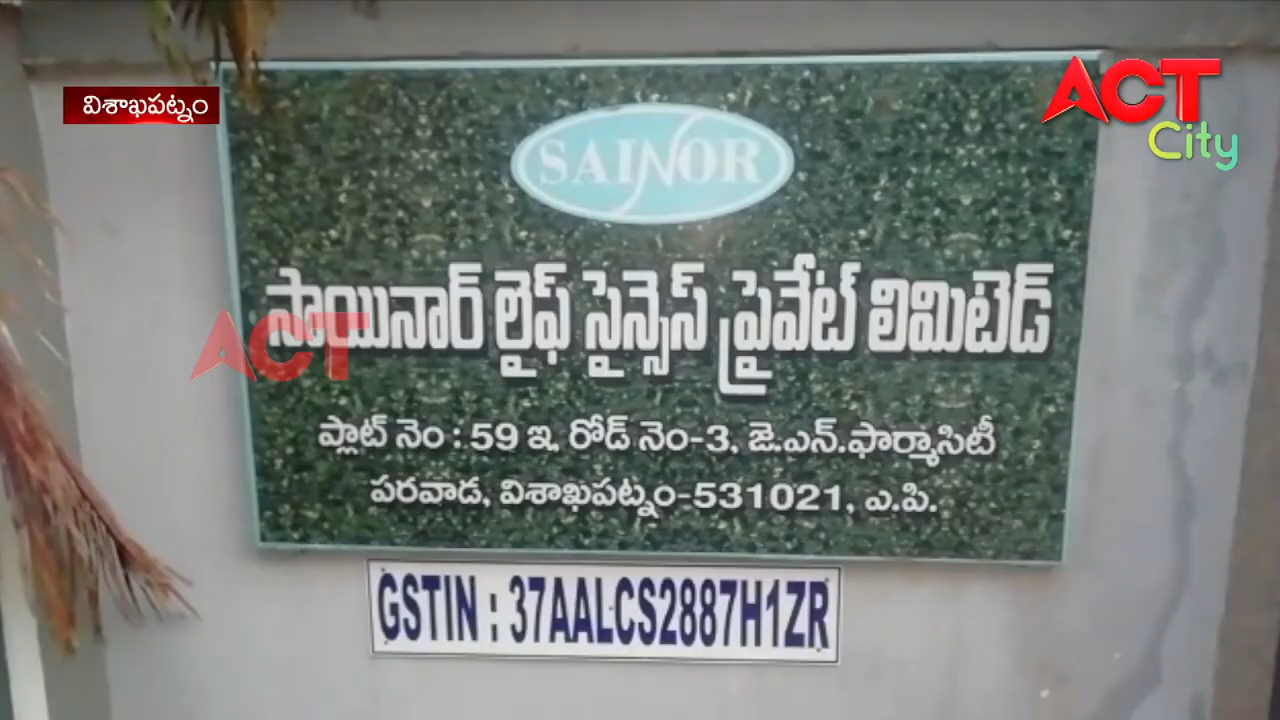 విశాఖపట్నం
ACT
City
SAINOR
సాయినార్ లైఫ్ సైన్సెస్ ప్రైవేట్ లిమిటెడ్
ACT
ప్లాట్ నెం : 59 ఇ, రోడ్ నెం-3, జె.ఎన్.ఫార్మాసిటీ
పరవాడ, విశాఖపట్నం-531021, ఎ.పి.
GSTIN : 37AALCS2887H1ZR